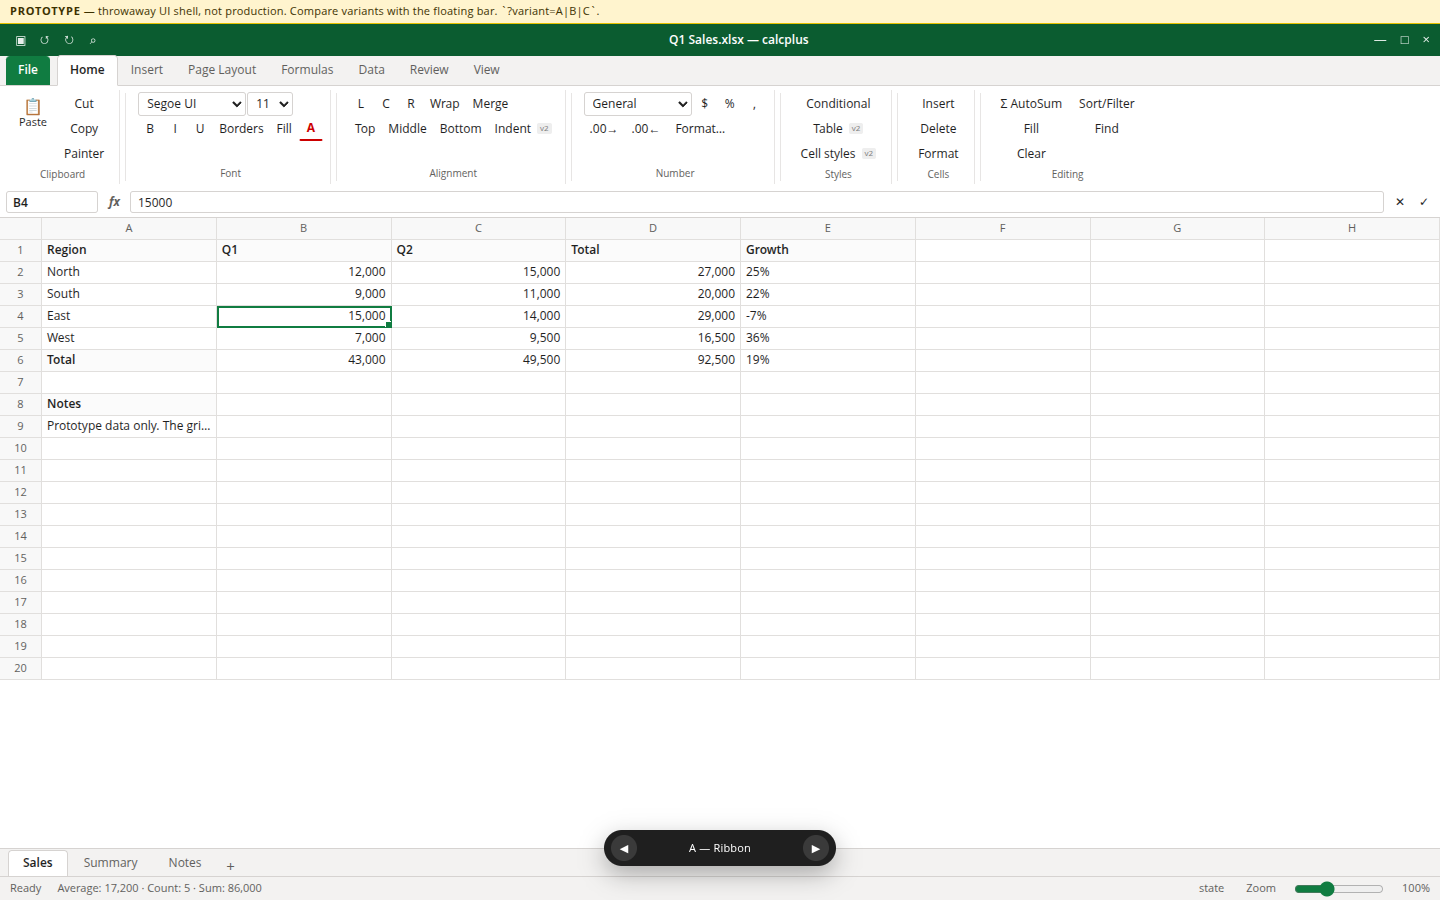 PROTOTYPE — throwaway UI shell, not production. Compare variants with the floating bar. `?variant=A|B|C`.
Q1 Sales.xlsx — calcplus
File Home Insert Page Layout Formulas Data Review View
Paste
Cut
Copy
Painter
Clipboard
Segoe UI 11
B I U Borders Fill A
Font
L C R Wrap Merge
Top Middle Bottom Indent v2
Alignment
General $ % ,
.00→ .00← Format...
Number
Conditional
Table v2
Cell styles v2
Styles
Insert
Delete
Format
Cells
Σ AutoSum Sort/Filter
Fill Find
Clear
Editing
B4 fx 15000 ✕ ✓
A B C D E F G H
1 Region Q1 Q2 Total Growth
2 North 12,000 15,000 27,000 25%
3 South 9,000 11,000 20,000 22%
4 East 15,000 14,000 29,000 -7%
5 West 7,000 9,500 16,500 36%
6 Total 43,000 49,500 92,500 19%
7
8 Notes
9 Prototype data only. The gri...
10
11
12
13
14
15
16
17
18
19
20
◀ A — Ribbon ▶
Sales Summary Notes +
Ready Average: 17,200 · Count: 5 · Sum: 86,000 state Zoom 100%